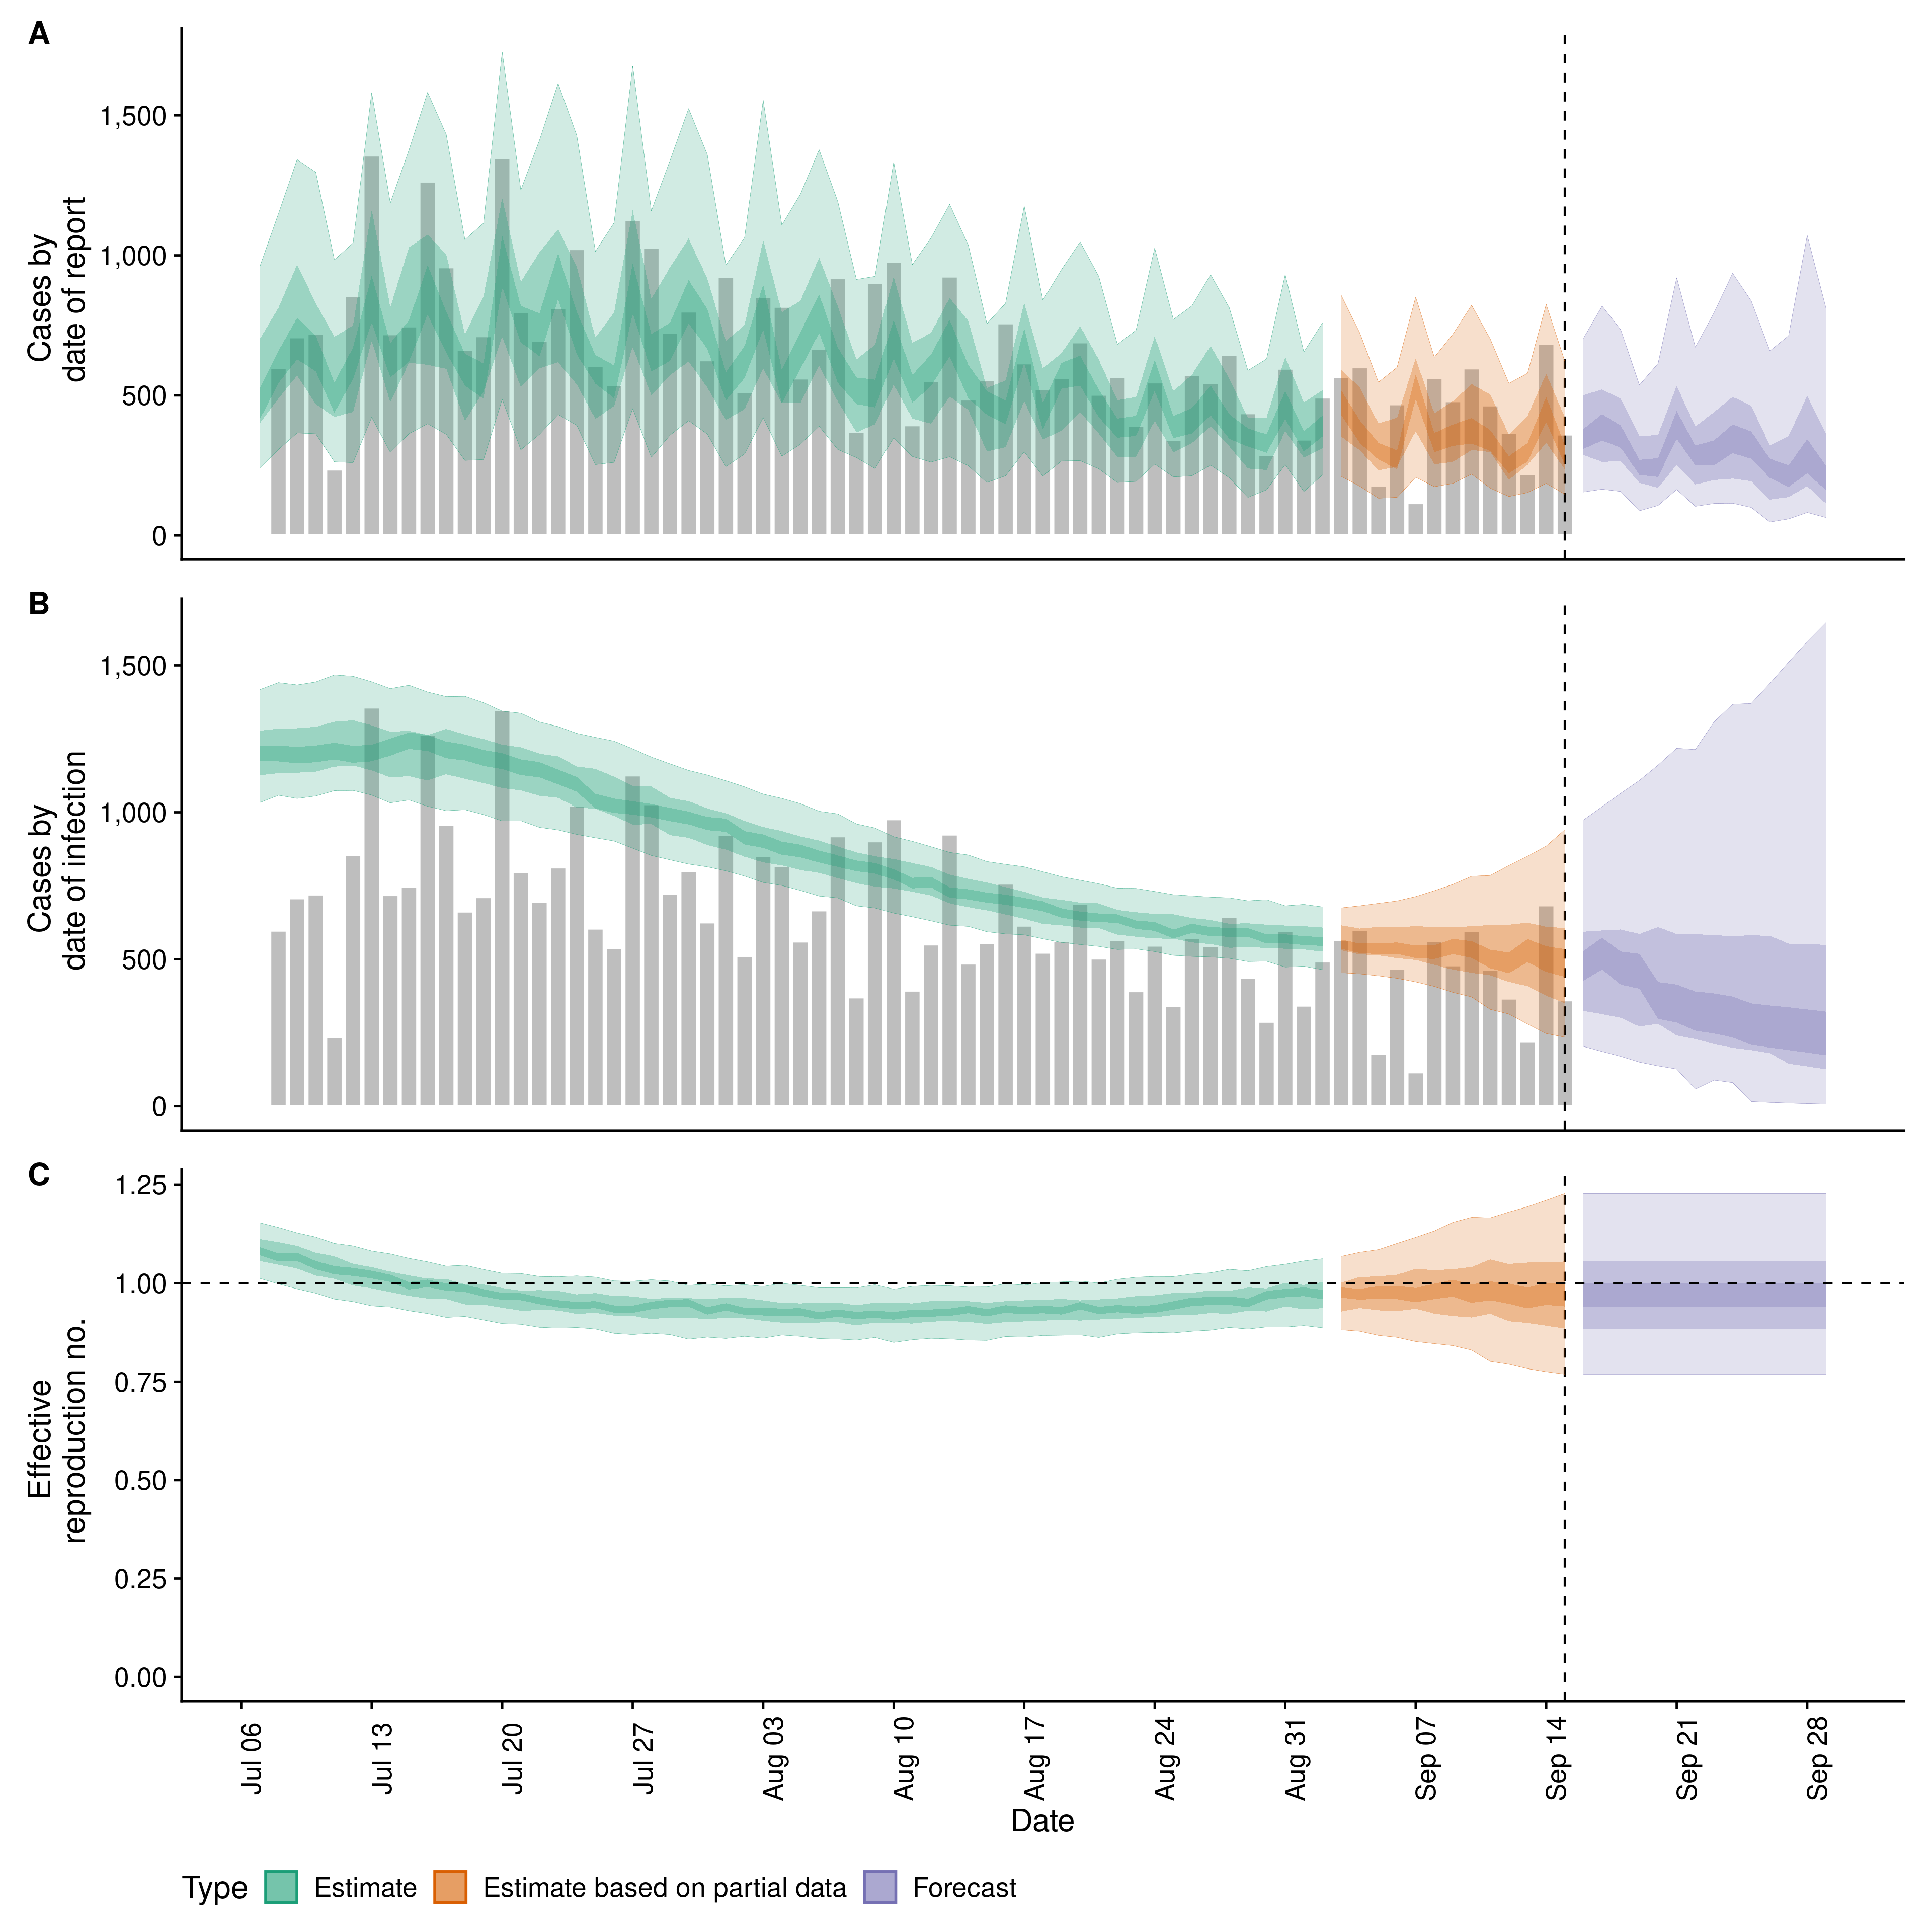 A
Cases by
date of report
1,500
1,000
500
0
B
Cases by
date of infection
1,500
1,000
500
0
C
Effective
reproduction no.
1.25
1.00
0.75
0.50
0.25
0.00
Jul 06
Jul 13
Jul 20
Jul 27
Aug 03
Aug 10
Aug 17
Aug 24
Aug 31
Sep 07
Sep 14
Sep 21
Sep 28
Date
Type Estimate Estimate based on partial data Forecast